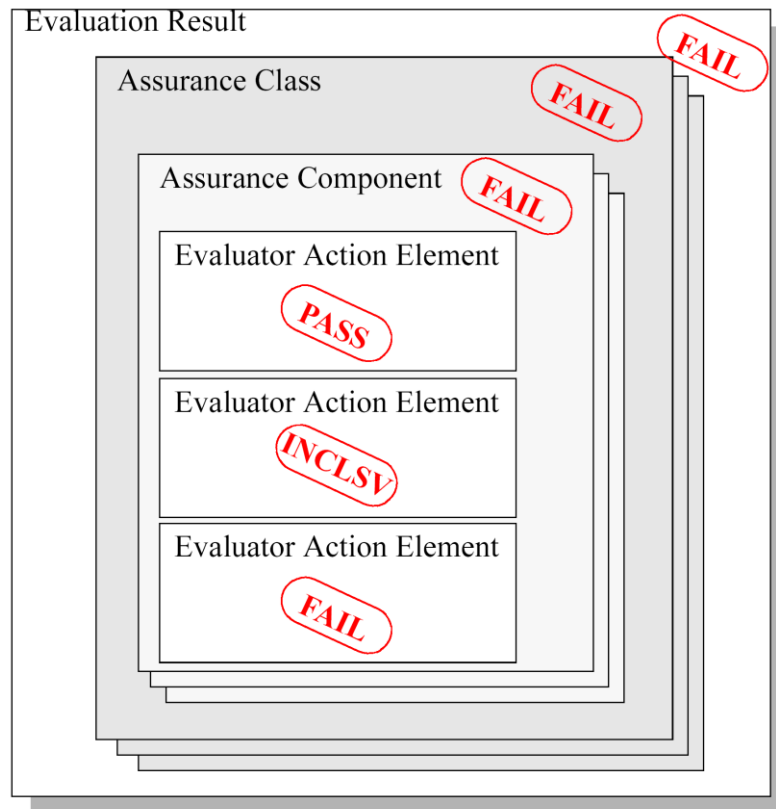 Evaluation Result
FAIL
Assurance Class
FAIL
Assurance Component
FAIL
Evaluator Action Element
PASS
Evaluator Action Element
INCLSV
Evaluator Action Element
FAIL